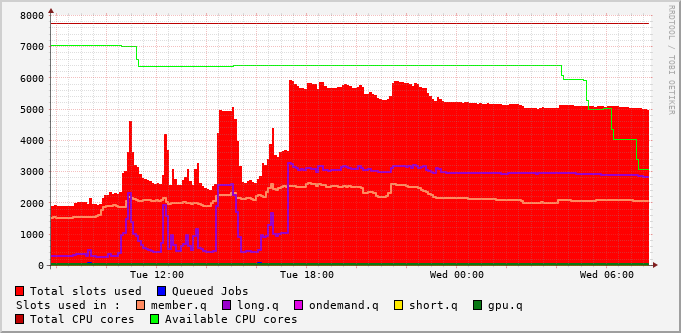 RRDTOOL / TOBI OETIKER
8000
7000
6000
5000
4000
3000
2000
1000
0
Tue 12:00 Tue 18:00 Wed 00:00 Wed 06:00
Total slots used Queued Jobs
Slots used in : member.q long.q ondemand.q short.q gpu.q
Total CPU cores Available CPU cores